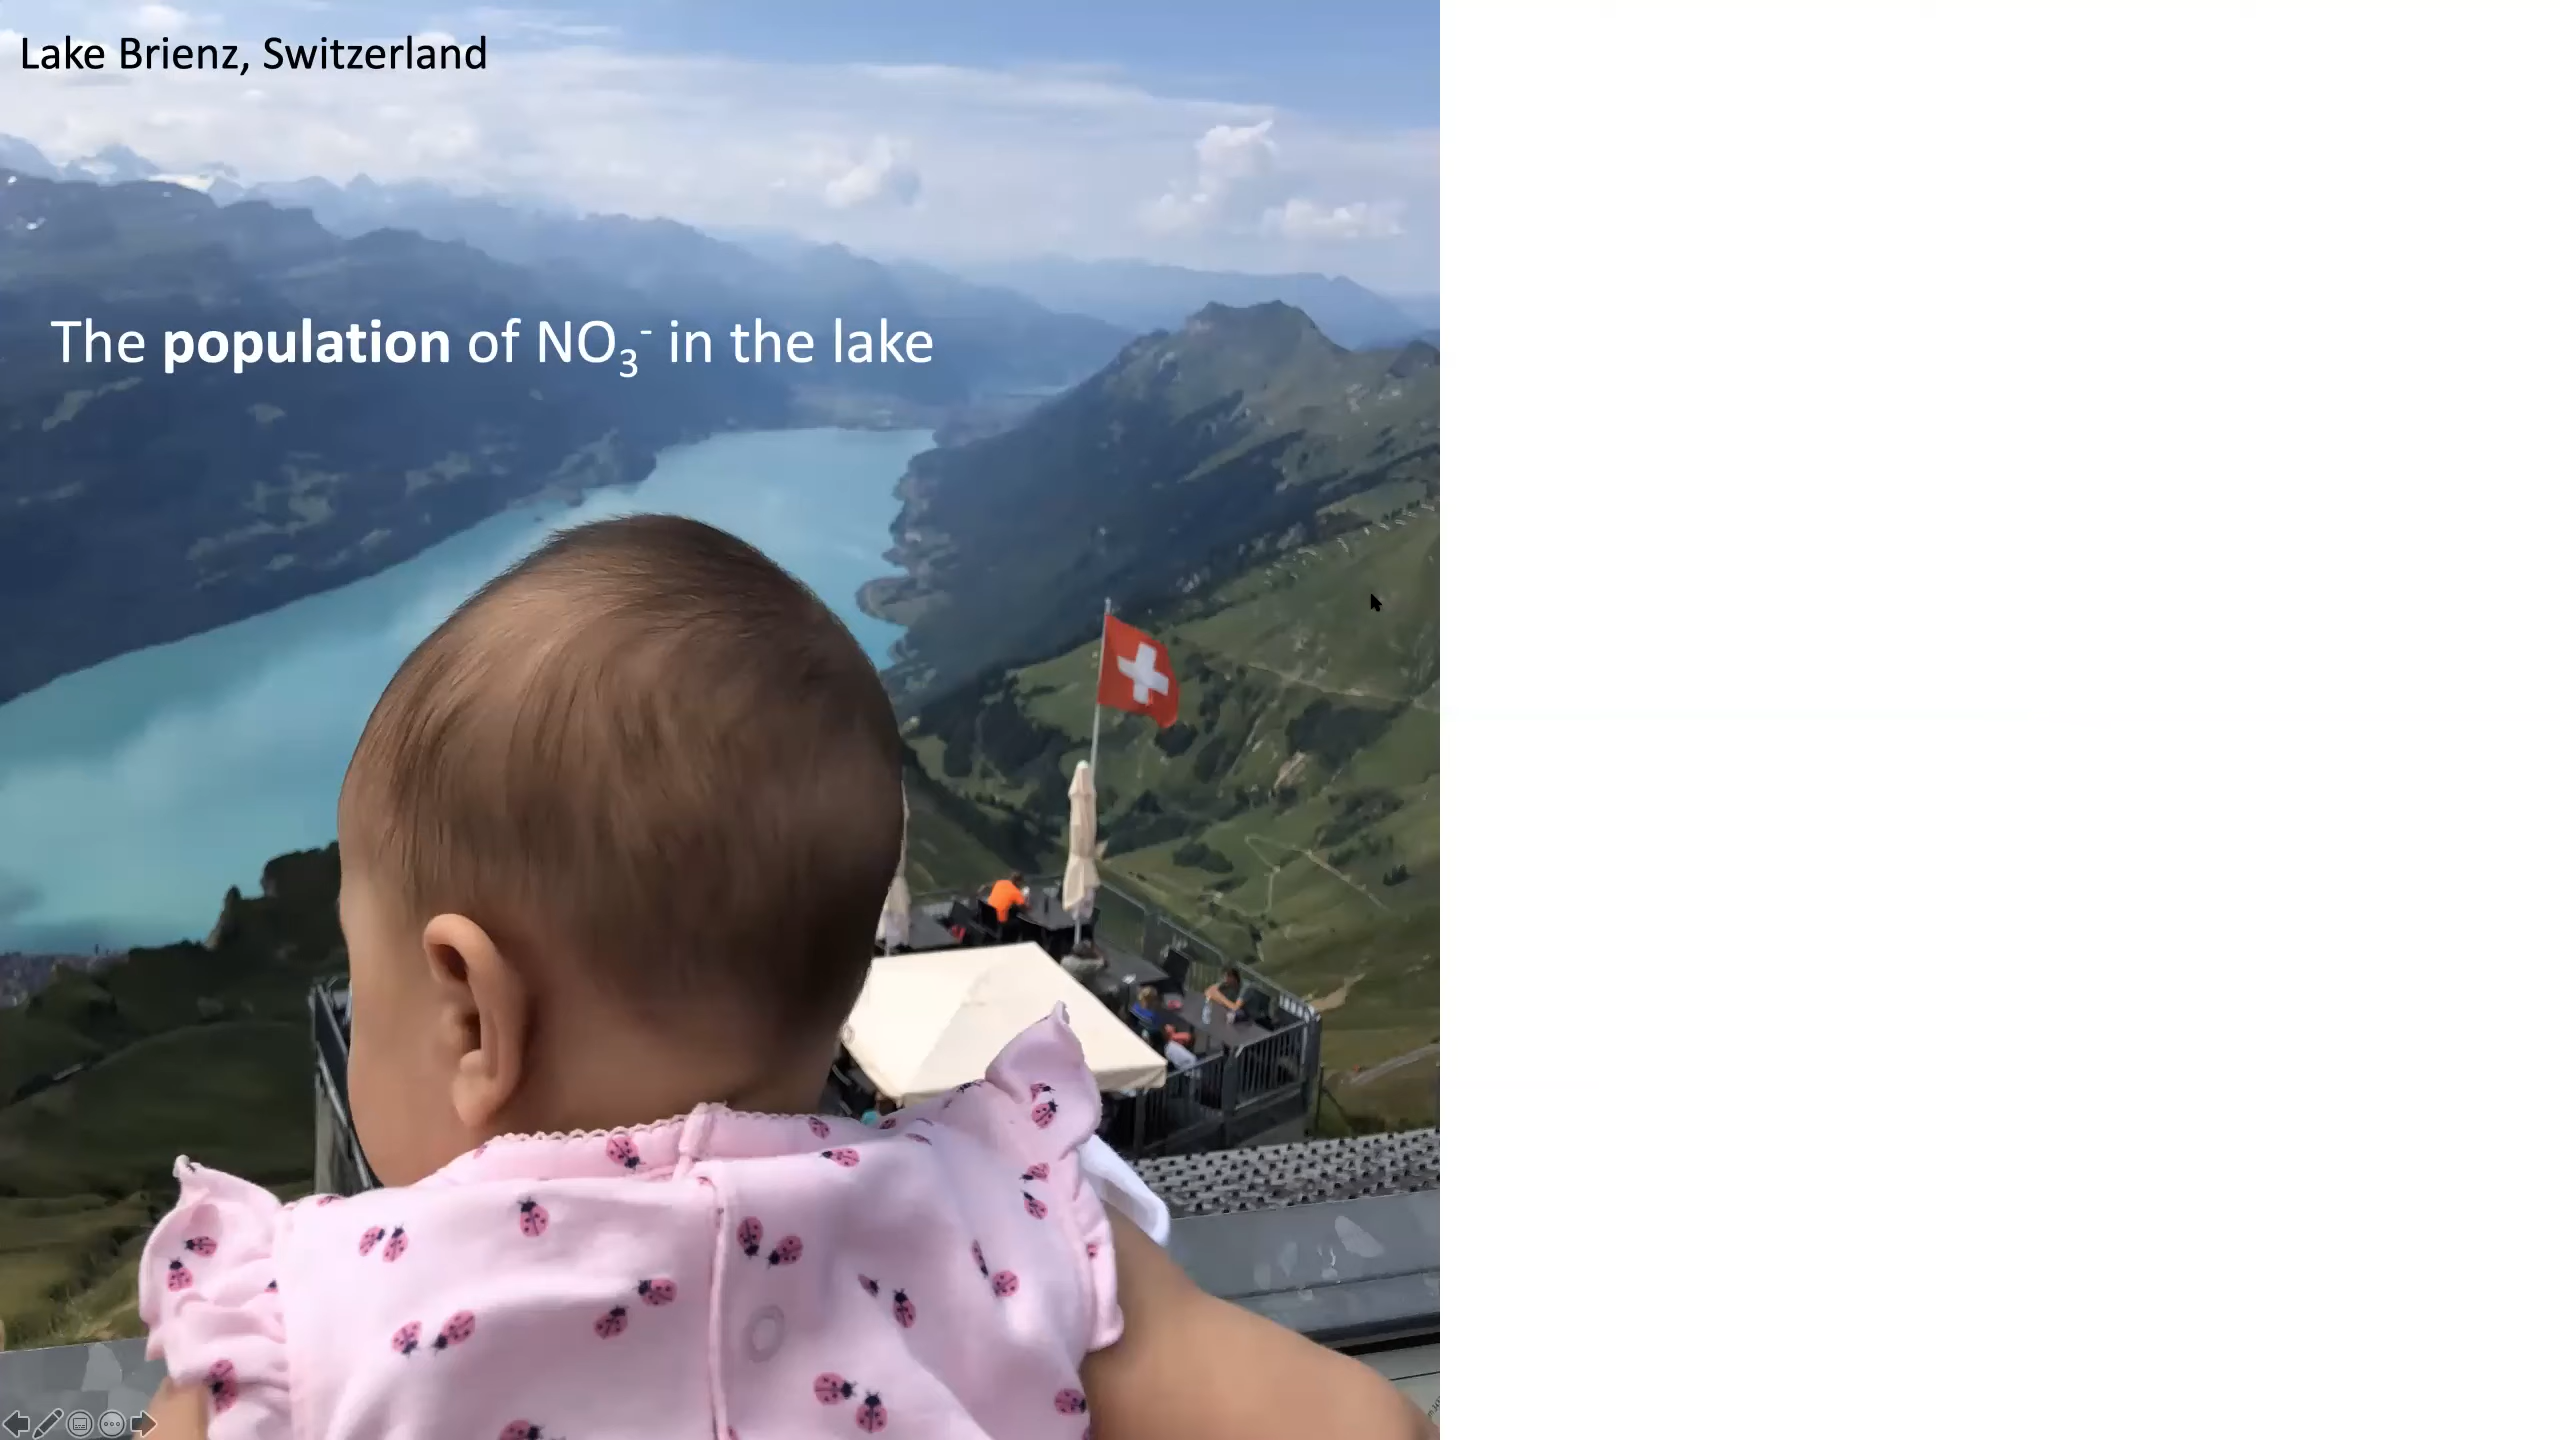 Lake Brienz, Switzerland
The population of NO₃⁻ in the lake